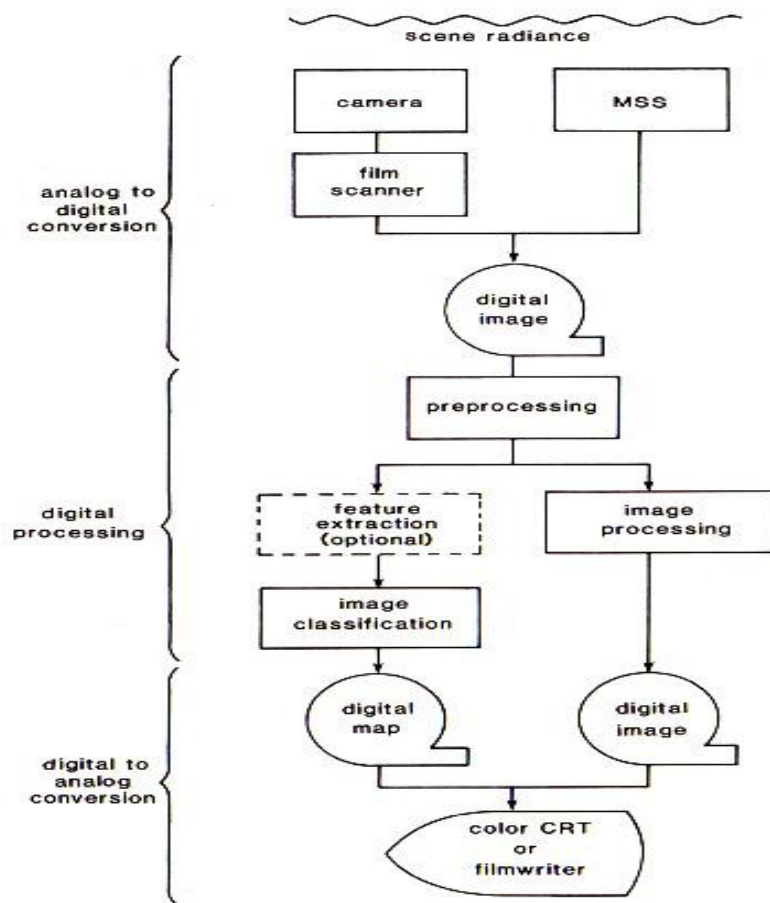 scene radiance
camera
MSS
film
scanner
analog to
digital
conversion
digital
image
preprocessing
digital
processing
feature
extraction
(optional)
image
processing
image
classification
digital
map
digital
image
digital to
analog
conversion
color CRT
or
filmwriter